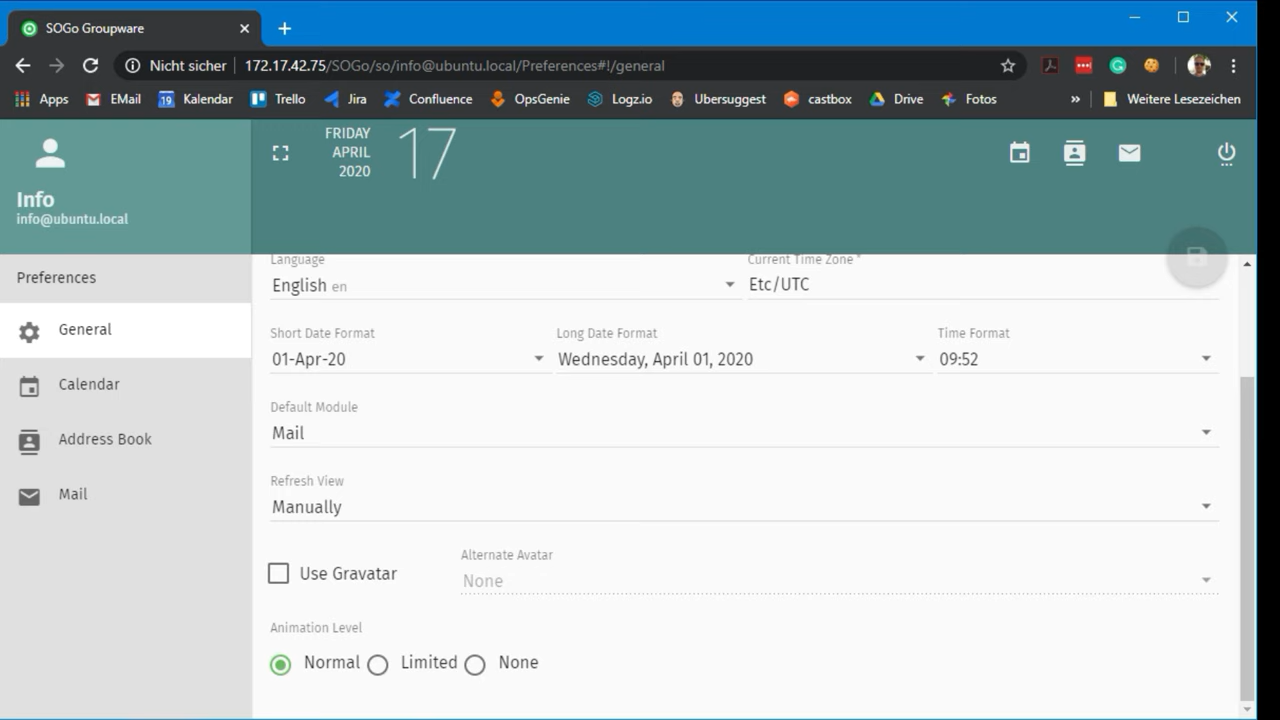 SOGo Groupware
Nicht sicher
172.17.42.75/SOGo/so/info@ubuntu.local/Preferences#!/general
Apps EMail Kalendar Trello Jira Confluence OpsGenie Logz.io Ubersuggest castbox Drive Fotos » Weitere Lesezeichen
19
FRIDAY
APRIL
2020
17
Info
info@ubuntu.local
Preferences
General
Calendar
Address Book
Mail
Language Current Time Zone *
English en Etc/UTC
Short Date Format Long Date Format Time Format
01-Apr-20 Wednesday, April 01, 2020 09:52
Default Module
Mail
Refresh View
Manually
Alternate Avatar
Use Gravatar None
Animation Level
Normal Limited None